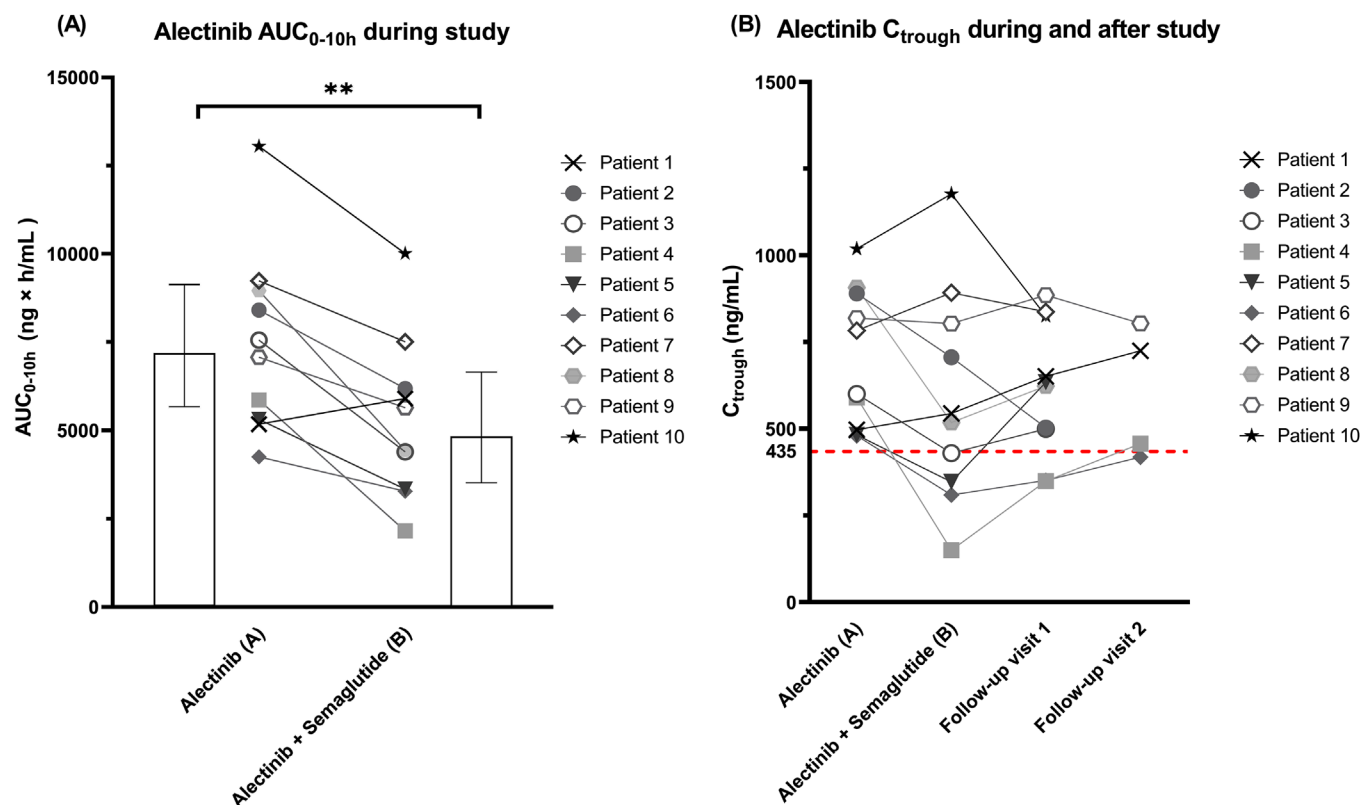 (A) Alectinib AUC0-10h during study
15000
10000
5000
0
AUC0-10h (ng × h/mL )
**
Alectinib (A)
Alectinib + Semaglutide (B)
Patient 1
Patient 2
Patient 3
Patient 4
Patient 5
Patient 6
Patient 7
Patient 8
Patient 9
Patient 10
(B) Alectinib Ctrough during and after study
1500
1000
500
435
0
Ctrough (ng/mL)
Alectinib (A)
Alectinib + Semaglutide (B)
Follow-up visit 1
Follow-up visit 2
Patient 1
Patient 2
Patient 3
Patient 4
Patient 5
Patient 6
Patient 7
Patient 8
Patient 9
Patient 10